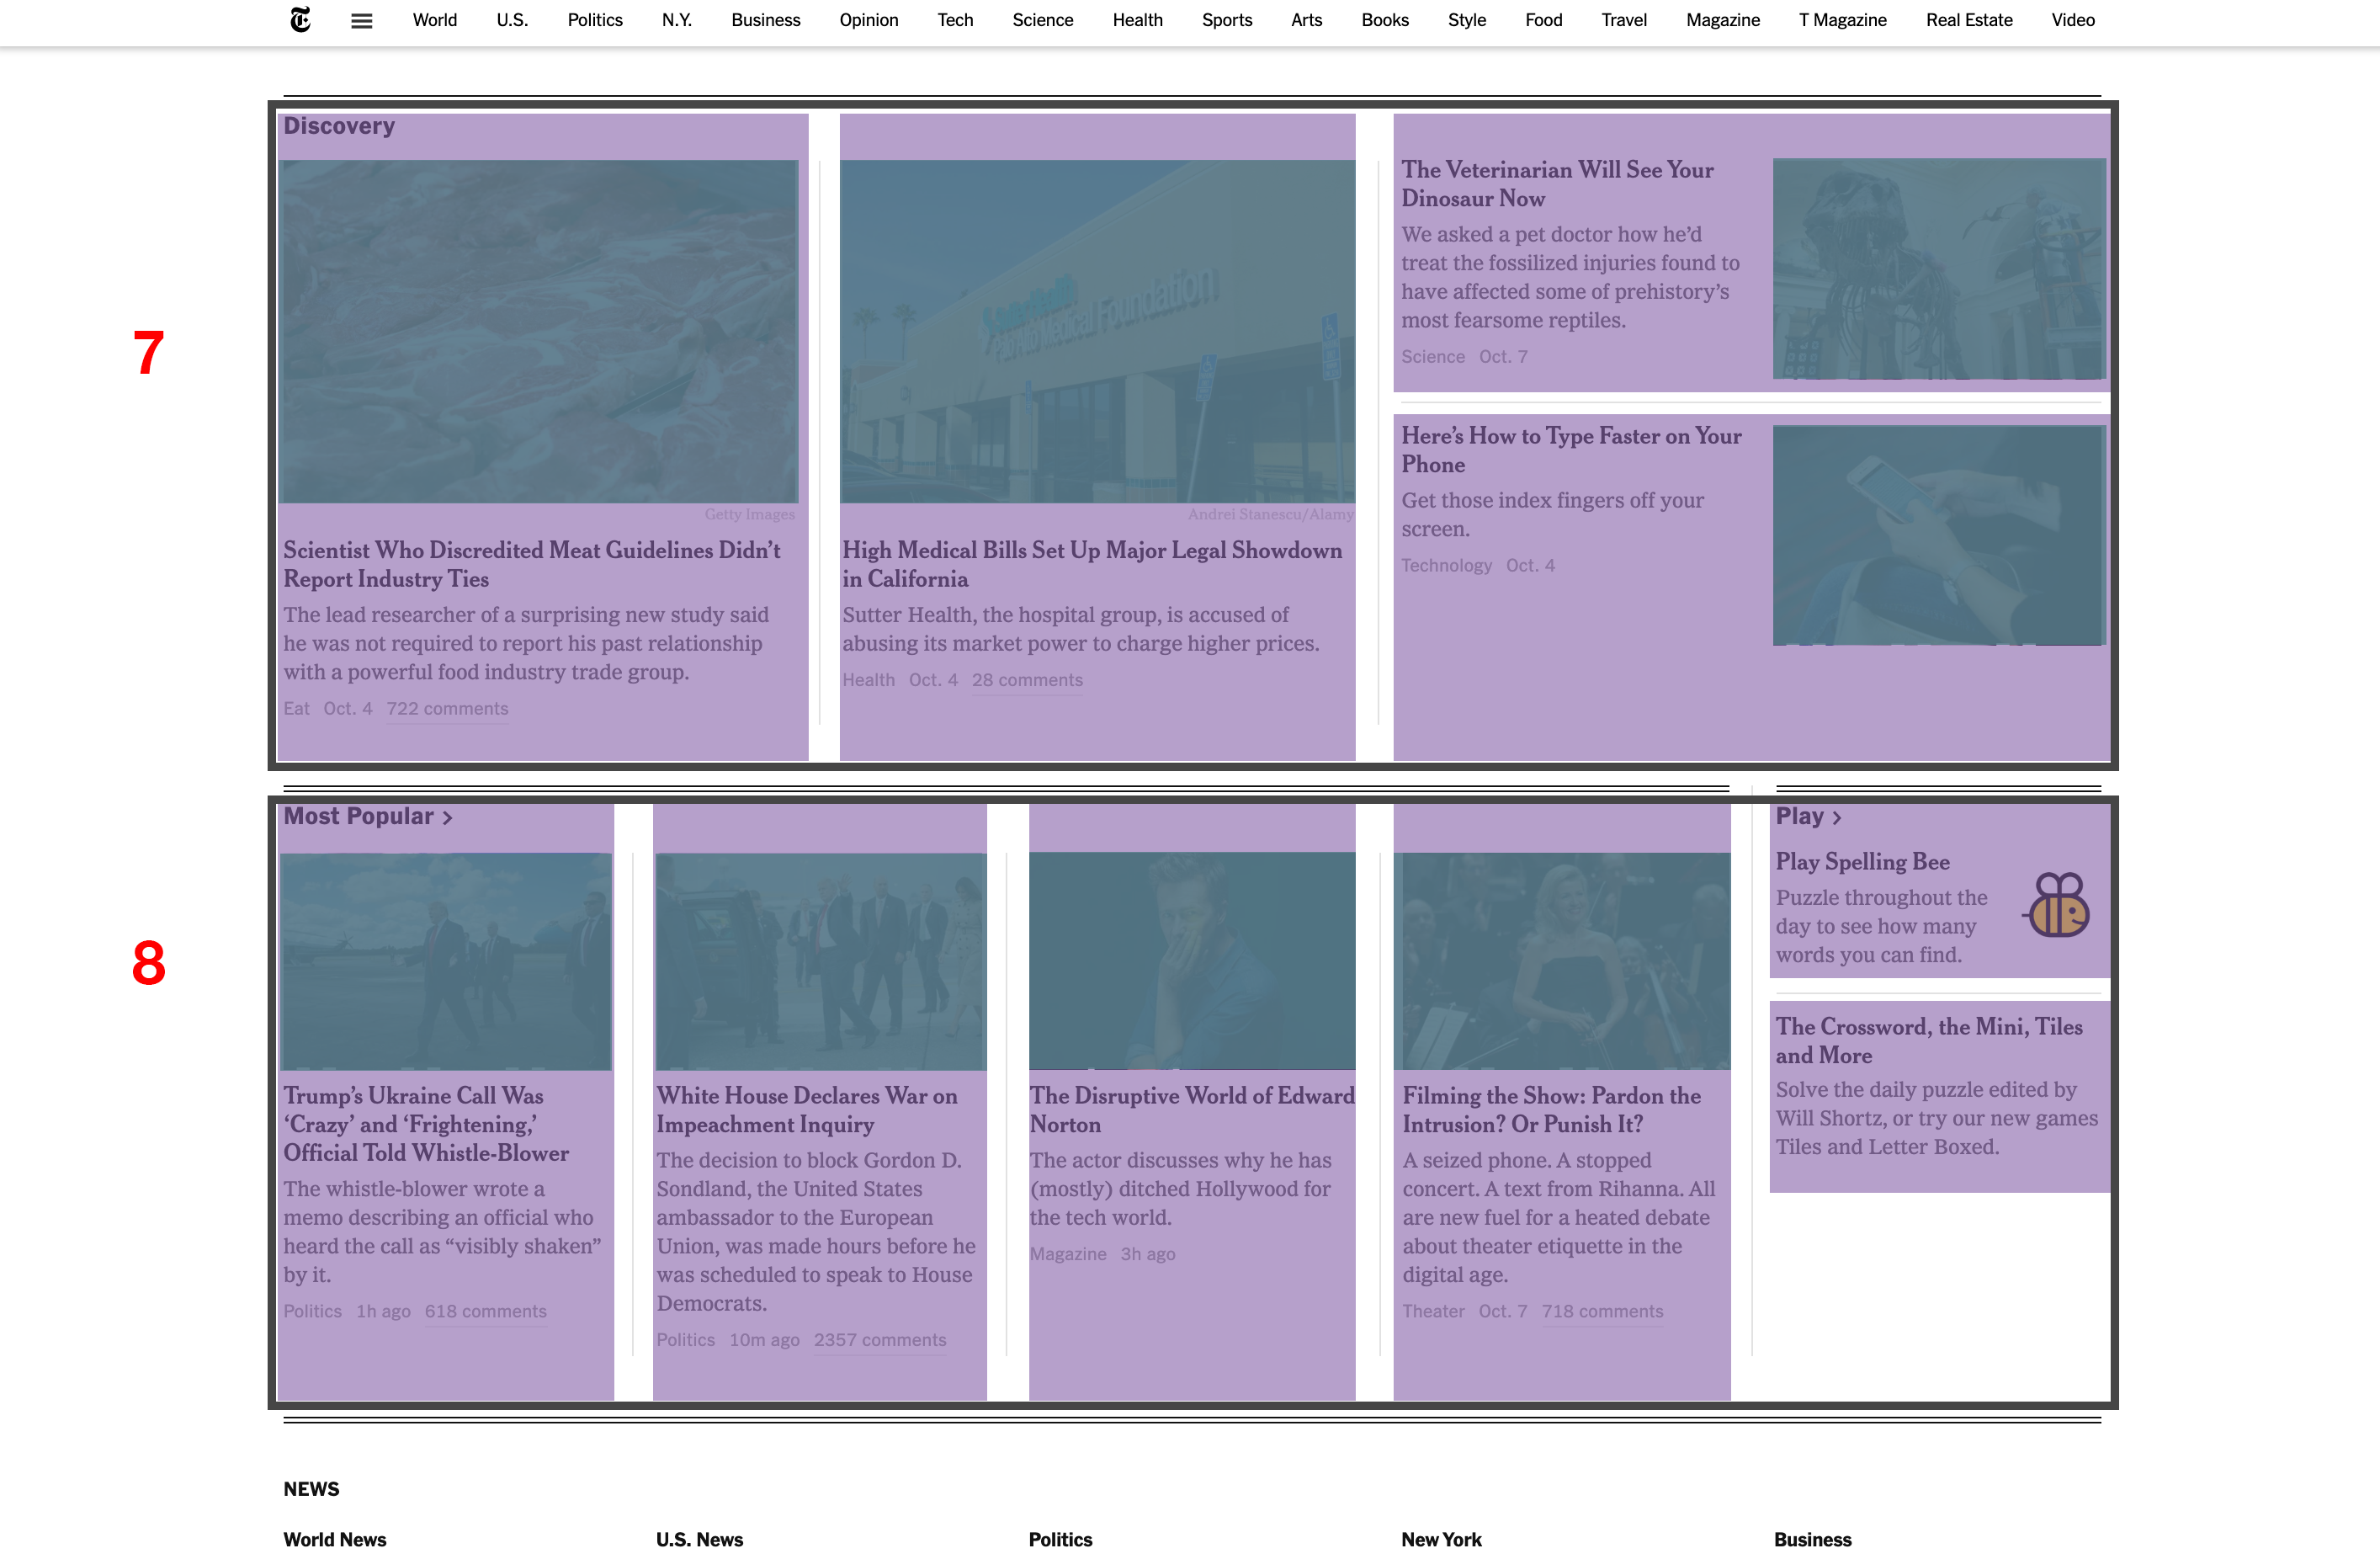 World U.S. Politics N.Y. Business Opinion Tech Science Health Sports Arts Books Style Food Travel Magazine T Magazine Real Estate Video
7
Discovery
Getty Images
Scientist Who Discredited Meat Guidelines Didn’t
Report Industry Ties
The lead researcher of a surprising new study said
he was not required to report his past relationship
with a powerful food industry trade group.
Eat Oct. 4 722 comments
Medical Foundation
Andrei Stanescu/Alamy
High Medical Bills Set Up Major Legal Showdown
in California
Sutter Health, the hospital group, is accused of
abusing its market power to charge higher prices.
Health Oct. 4 28 comments
The Veterinarian Will See Your
Dinosaur Now
We asked a pet doctor how he’d
treat the fossilized injuries found to
have affected some of prehistory’s
most fearsome reptiles.
Science Oct. 7
Here’s How to Type Faster on Your
Phone
Get those index fingers off your
screen.
Technology Oct. 4
8
Most Popular >
Trump’s Ukraine Call Was
‘Crazy’ and ‘Frightening,’
Official Told Whistle-Blower
The whistle-blower wrote a
memo describing an official who
heard the call as “visibly shaken”
by it.
Politics 1h ago 618 comments
White House Declares War on
Impeachment Inquiry
The decision to block Gordon D.
Sondland, the United States
ambassador to the European
Union, was made hours before he
was scheduled to speak to House
Democrats.
Politics 10m ago 2357 comments
The Disruptive World of Edward
Norton
The actor discusses why he has
(mostly) ditched Hollywood for
the tech world.
Magazine 3h ago
Filming the Show: Pardon the
Intrusion? Or Punish It?
A seized phone. A stopped
concert. A text from Rihanna. All
are new fuel for a heated debate
about theater etiquette in the
digital age.
Theater Oct. 7 718 comments
Play >
Play Spelling Bee
Puzzle throughout the
day to see how many
words you can find.
The Crossword, the Mini, Tiles
and More
Solve the daily puzzle edited by
Will Shortz, or try our new games
Tiles and Letter Boxed.
NEWS
World News U.S. News Politics New York Business